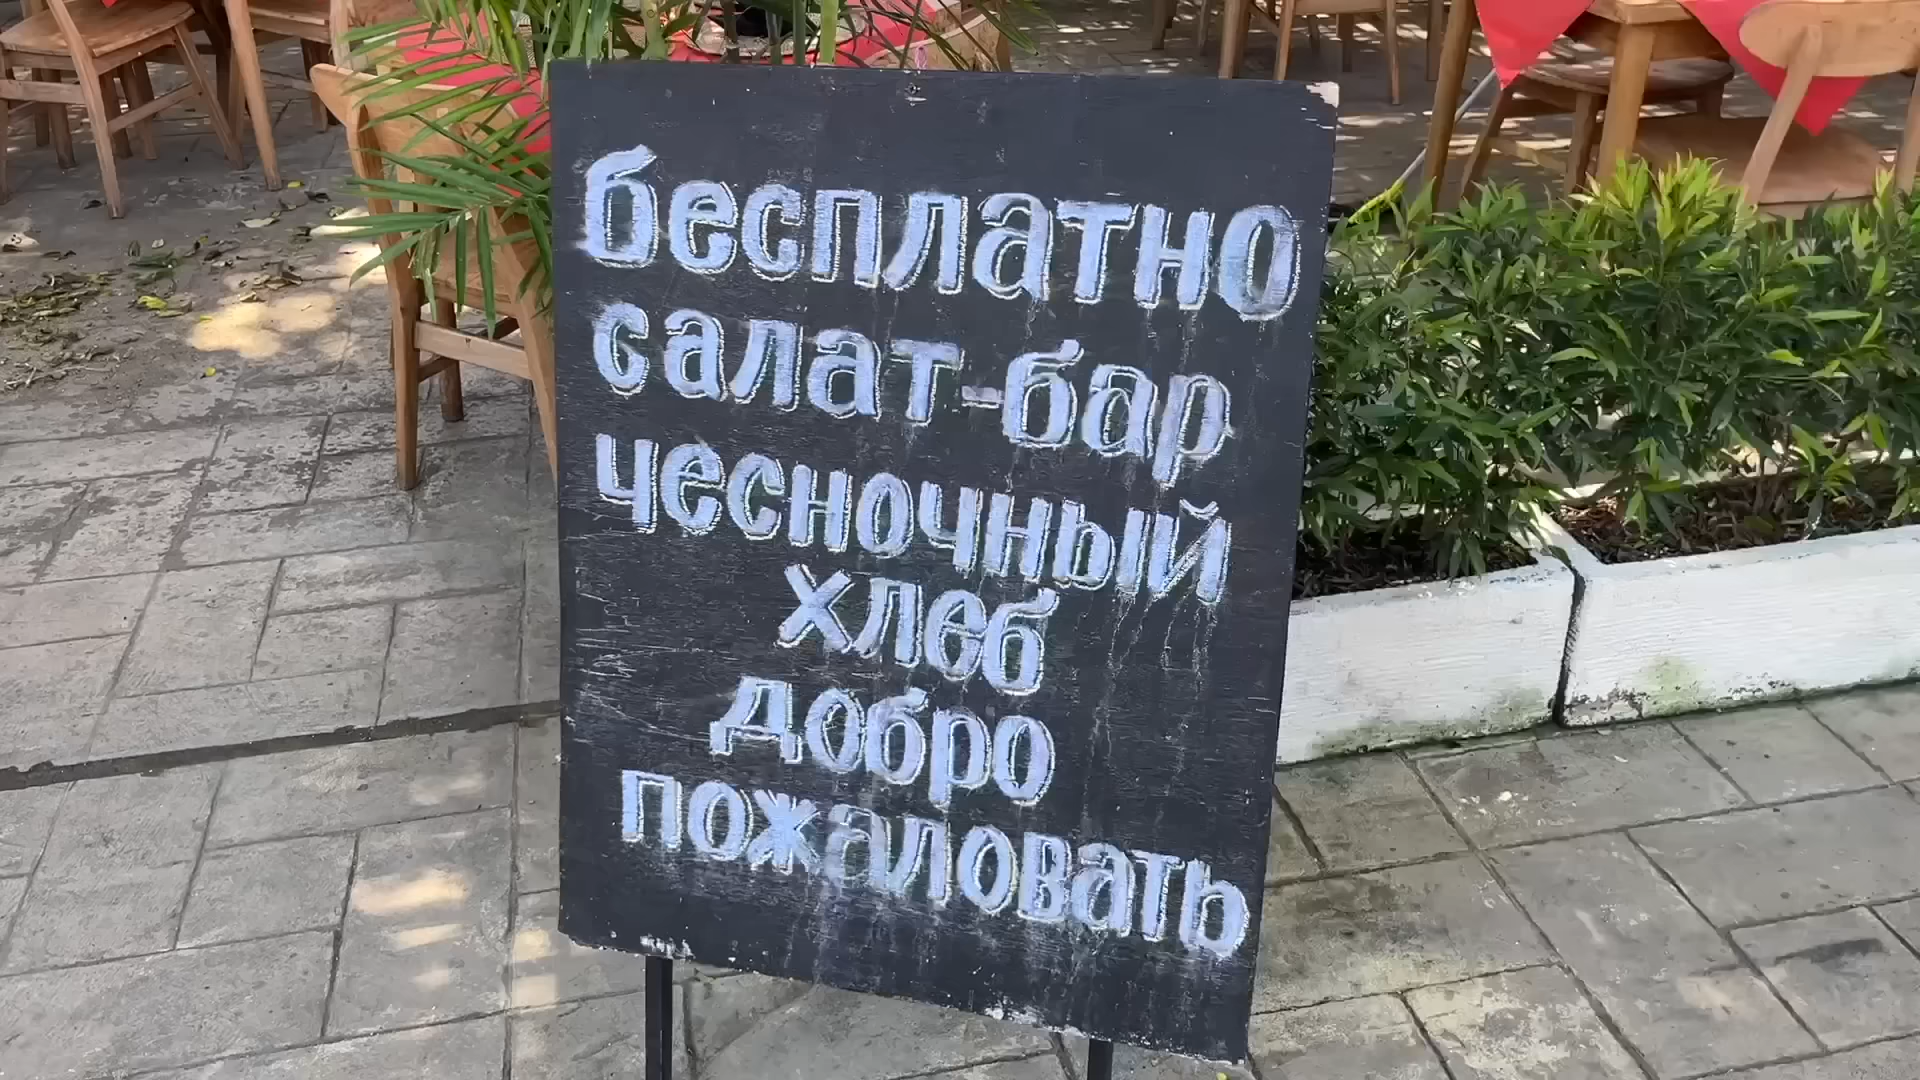 бесплатно
салат-бар
чесночный
хлеб
добро
пожаловать